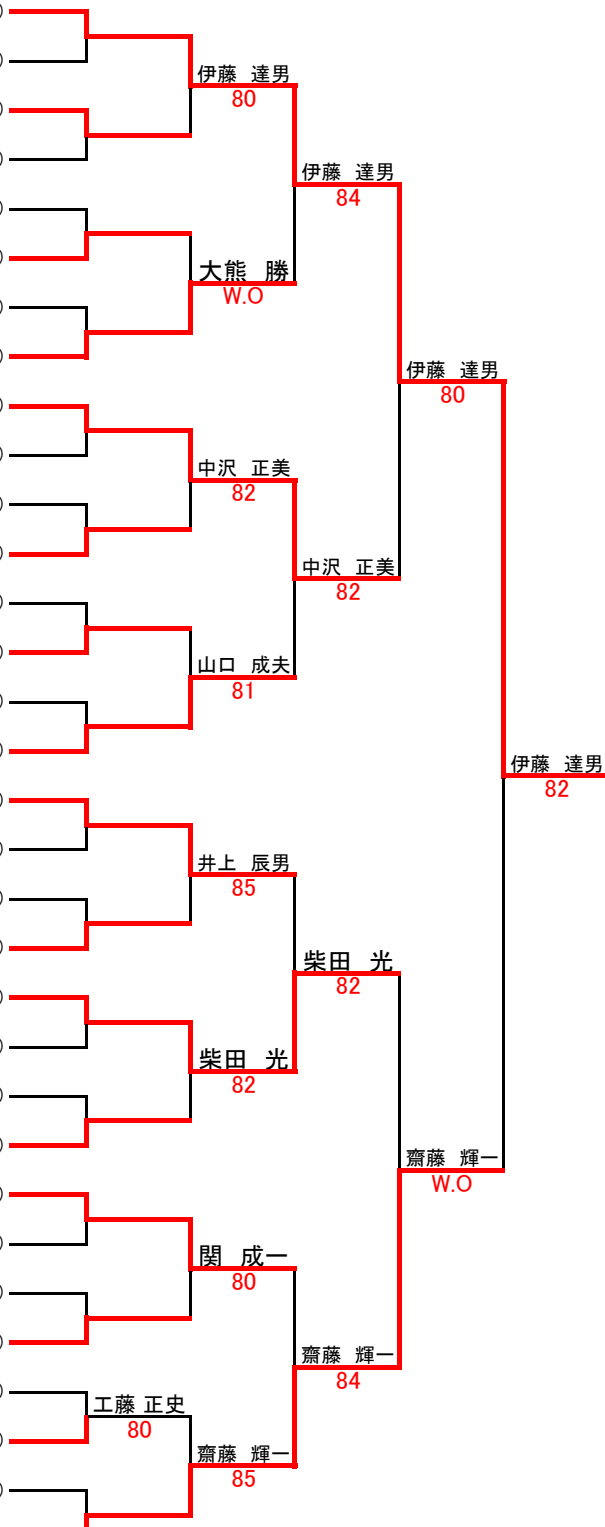 伊藤 達男
80
伊藤 達男
84
大熊 勝
W.O
伊藤 達男
80
中沢 正美
82
中沢 正美
82
山口 成夫
81
伊藤 達男
82
井上 辰男
85
柴田 光
82
柴田 光
82
齋藤 輝一
W.O
関 成一
80
齋藤 輝一
84
工藤 正史
80
齋藤 輝一
85